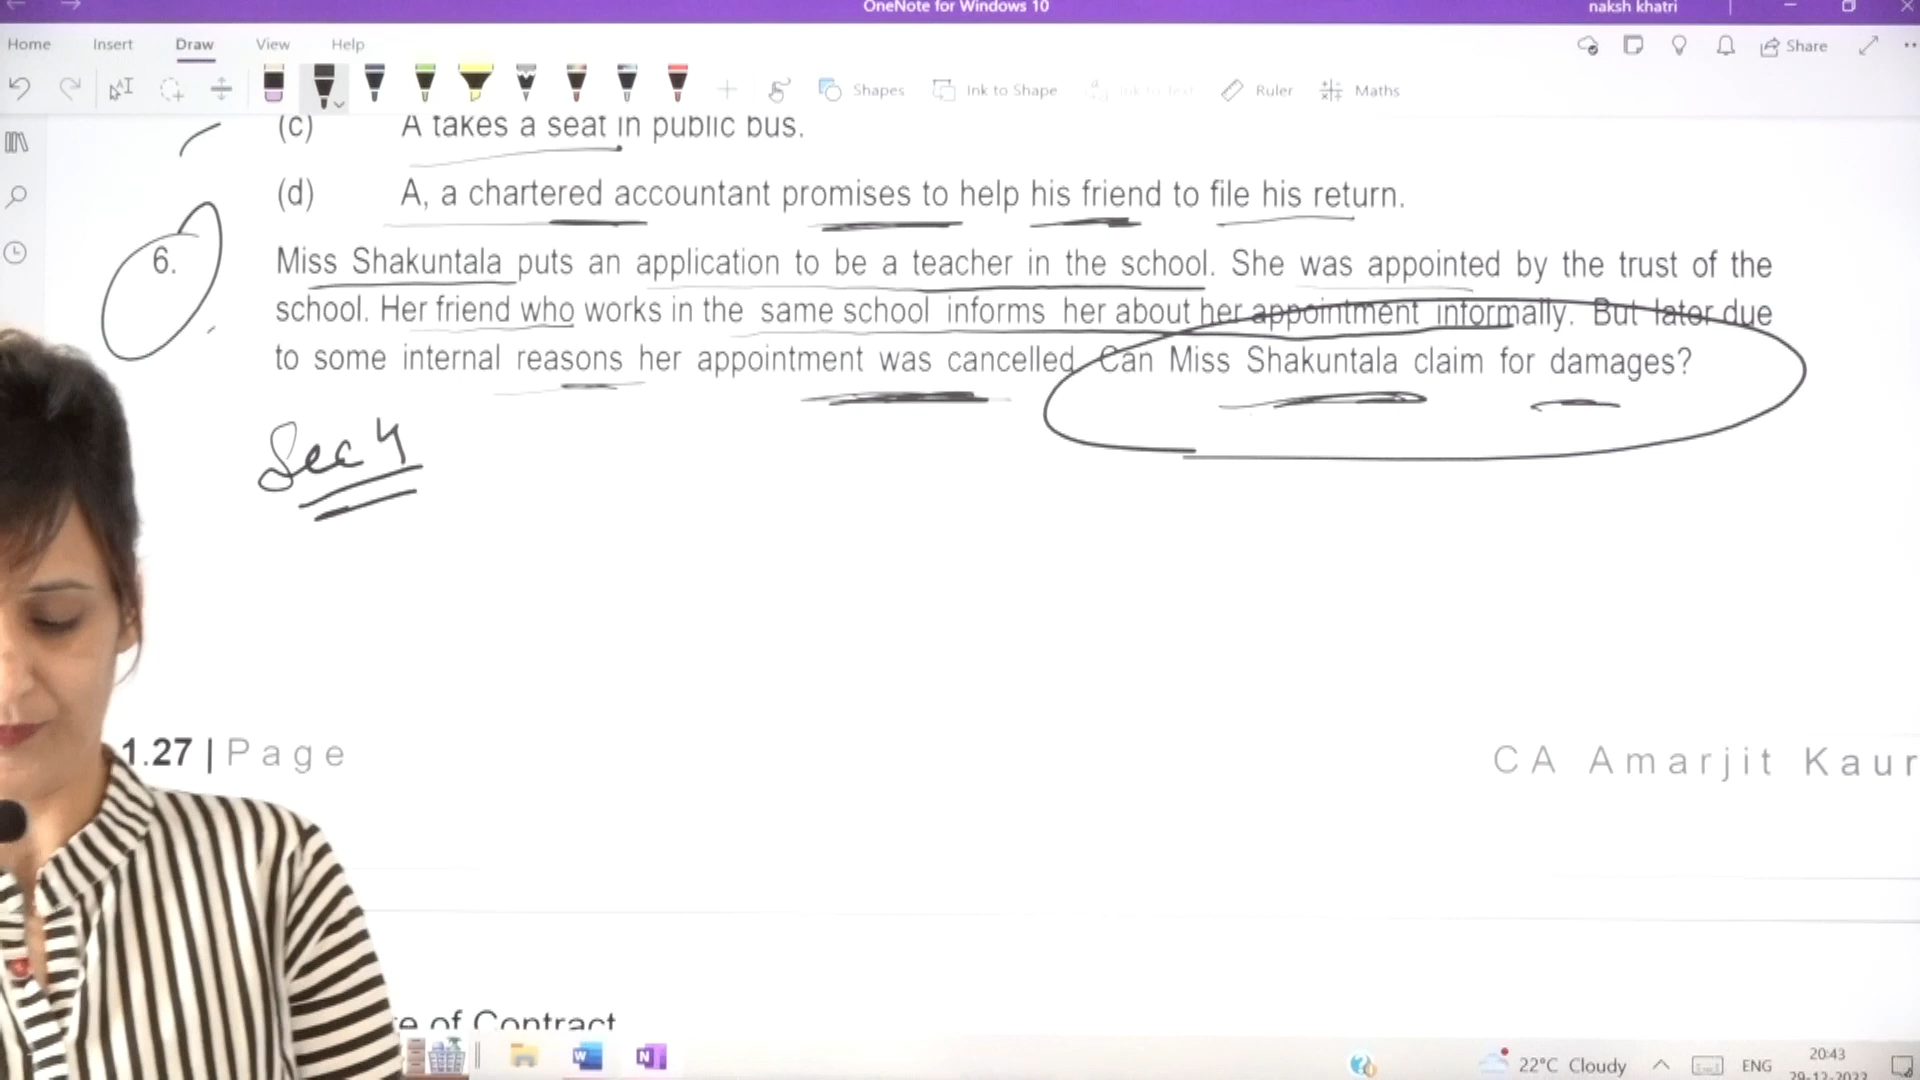 OneNote for Windows 10
naksh khatri
Home Insert Draw View Help
Share
Shapes Ink to Shape Ink to Text Ruler Maths
(c) A takes a seat in public bus.
(d) A, a chartered accountant promises to help his friend to file his return.
6. Miss Shakuntala puts an application to be a teacher in the school. She was appointed by the trust of the
school. Her friend who works in the same school informs her about her appointment informally. But later due
to some internal reasons her appointment was cancelled. Can Miss Shakuntala claim for damages?
Sec 4
1.27 | Page
CA Amarjit Kaur
e of Contract
22°C Cloudy
ENG
20:43